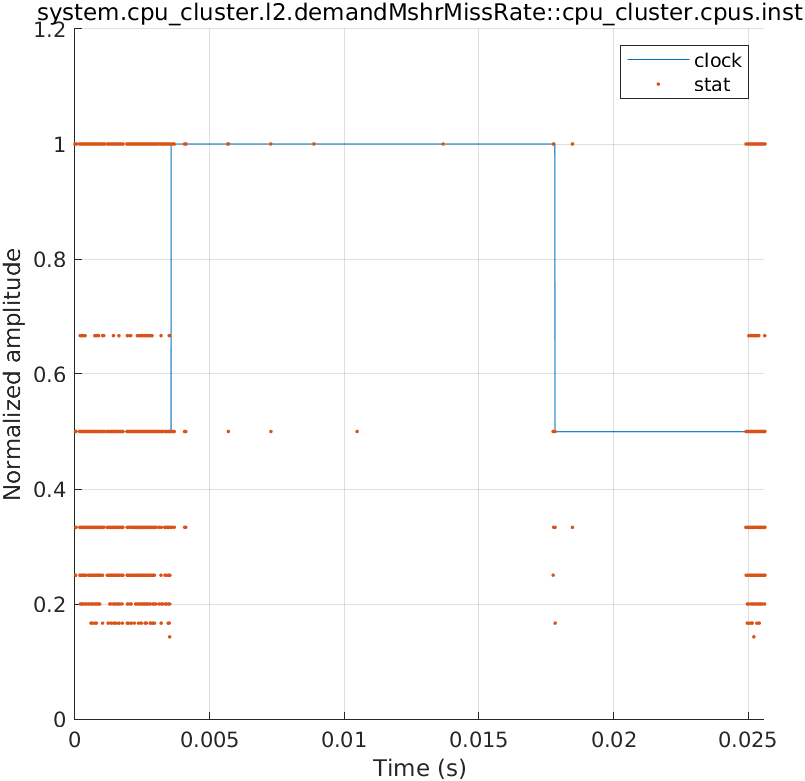 system.cpu_cluster.l2.demandMshrMissRate::cpu_cluster.cpus.inst
1.2
clock
stat
1
0.8
0.6
0.4
0.2
0
Normalized amplitude
0
0.005
0.01
0.015
0.02
0.025
Time (s)